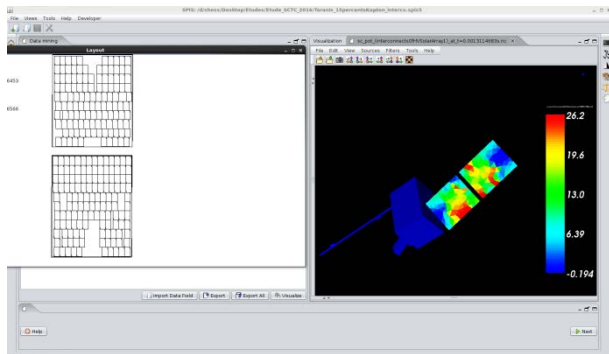 File Views Tools Help Developer
Data mining
Layout
6453
6566
Import Data Field Export Export All Visualize
Visualization
File Edit View Sources Filters Tools Help
26.2
19.6
13.0
6.39
-0.194
Help
Next